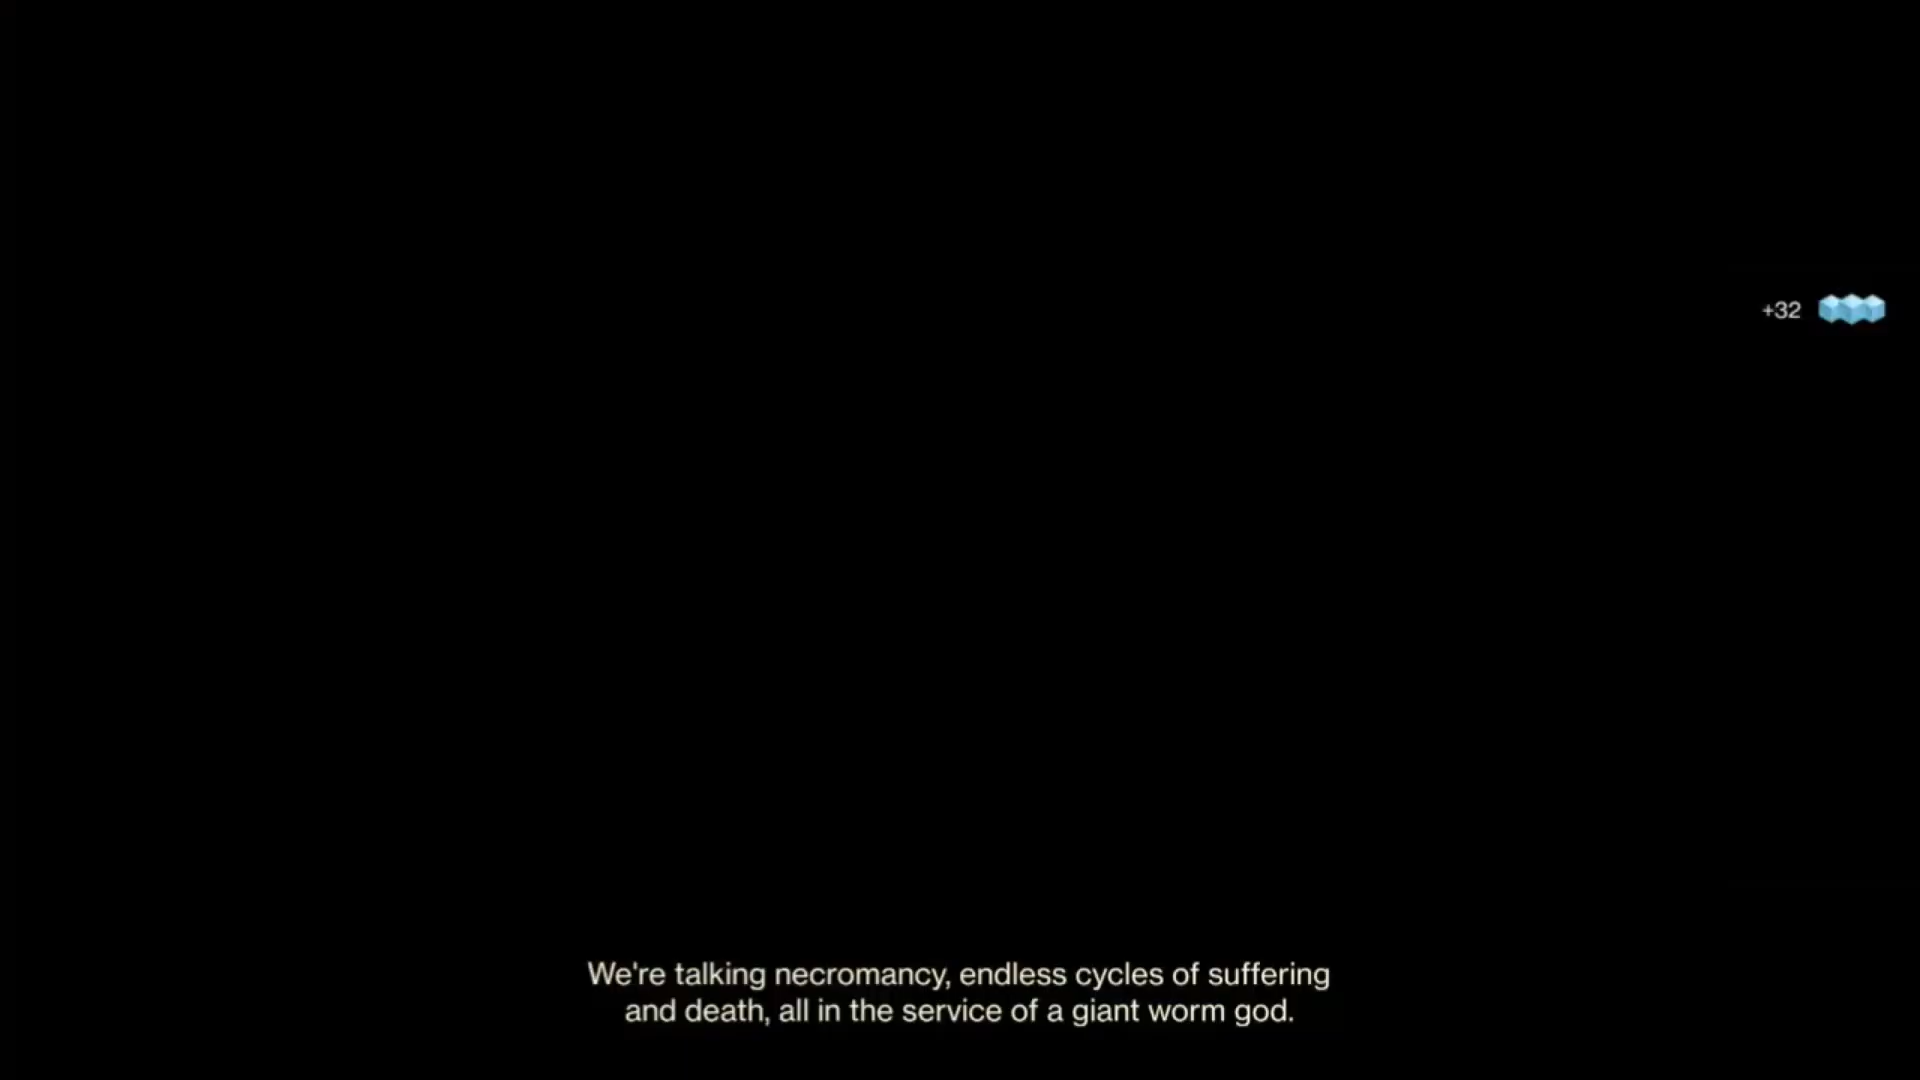 +32
We're talking necromancy, endless cycles of suffering
and death, all in the service of a giant worm god.